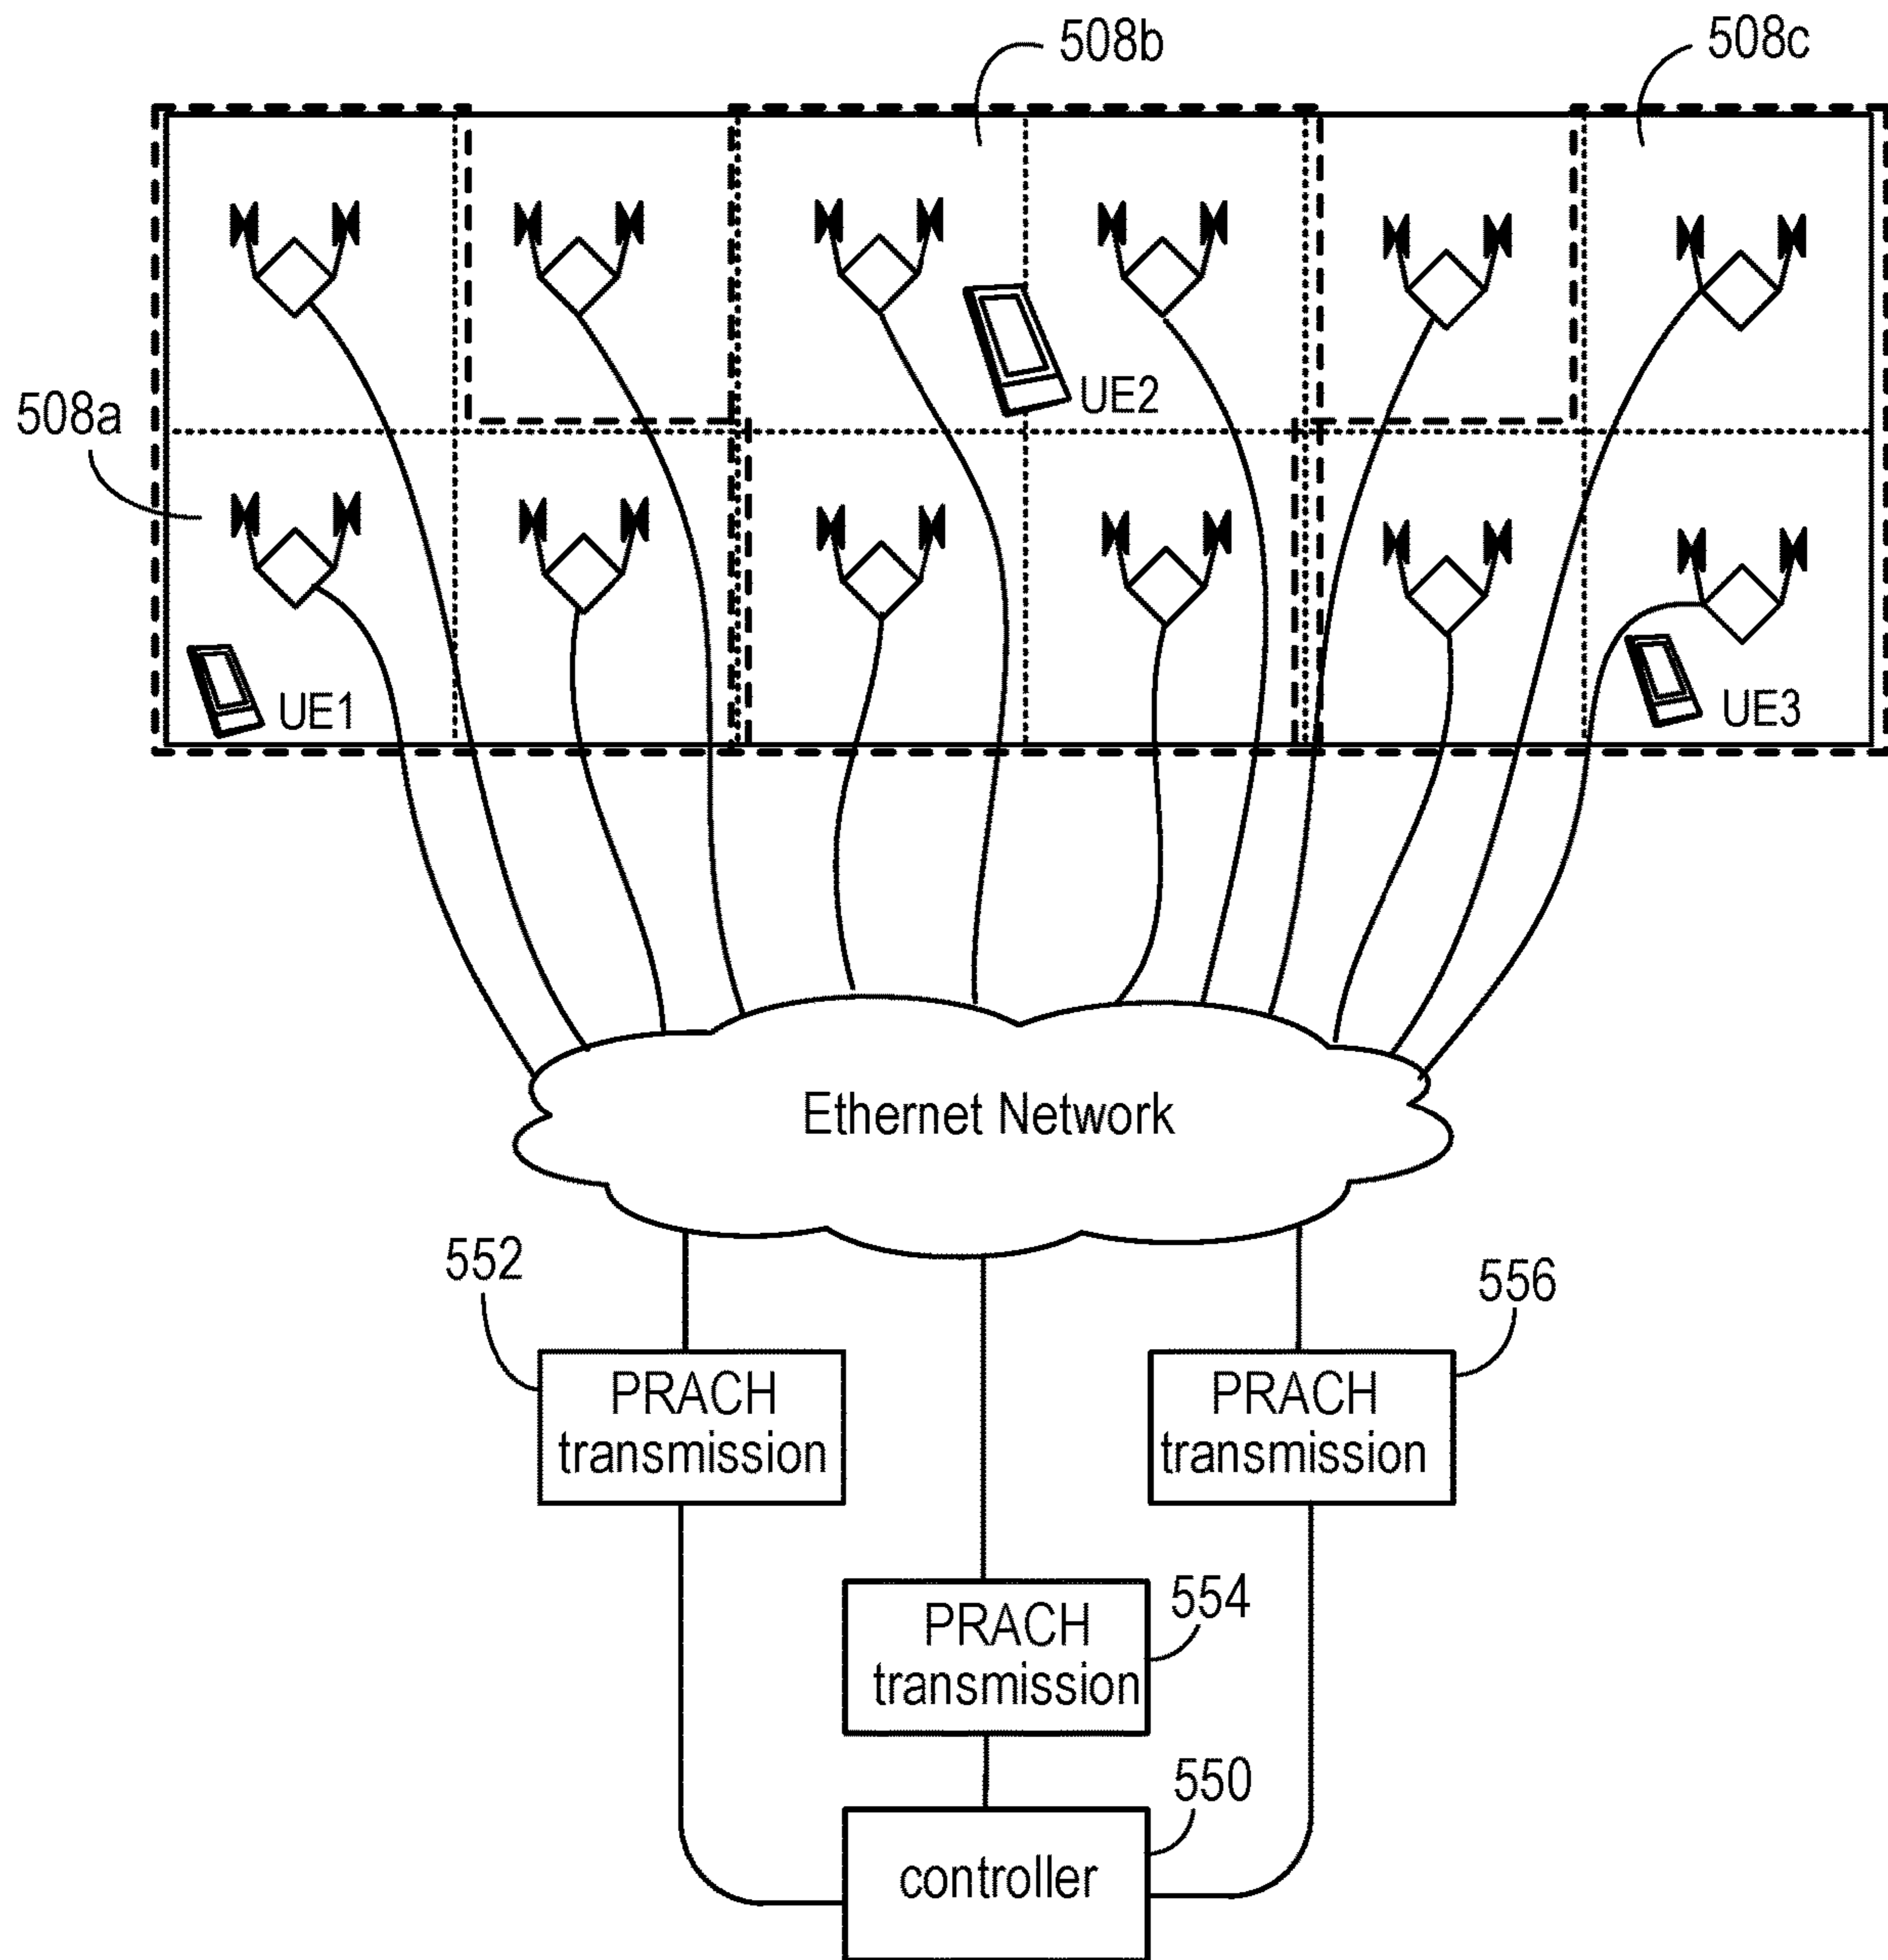 508b
508c
508a
UE2
UE1
UE3
Ethernet Network
552
556
PRACH
transmission
PRACH
transmission
554
PRACH
transmission
550
controller